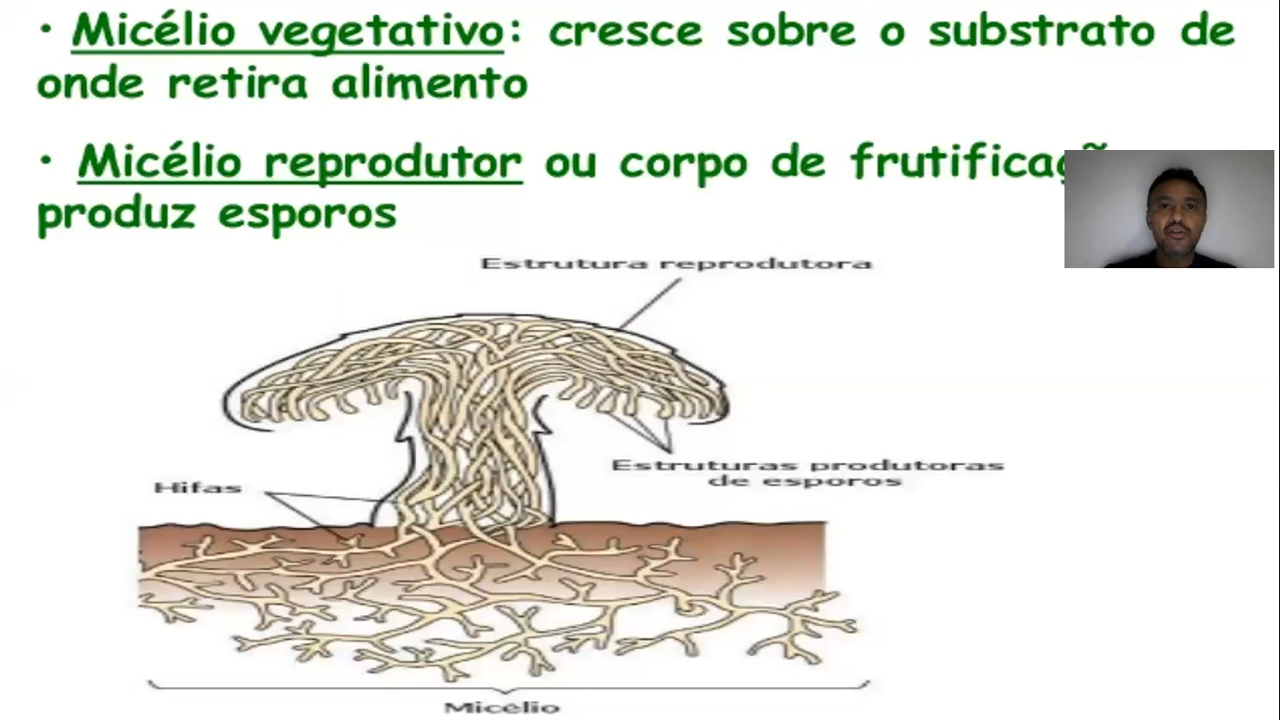 • Micélio vegetativo: cresce sobre o substrato de
onde retira alimento
• Micélio reprodutor ou corpo de
produz esporos
Estrutura reprodutora
Estruturas produtoras
de esporos
Hifas
Micélio